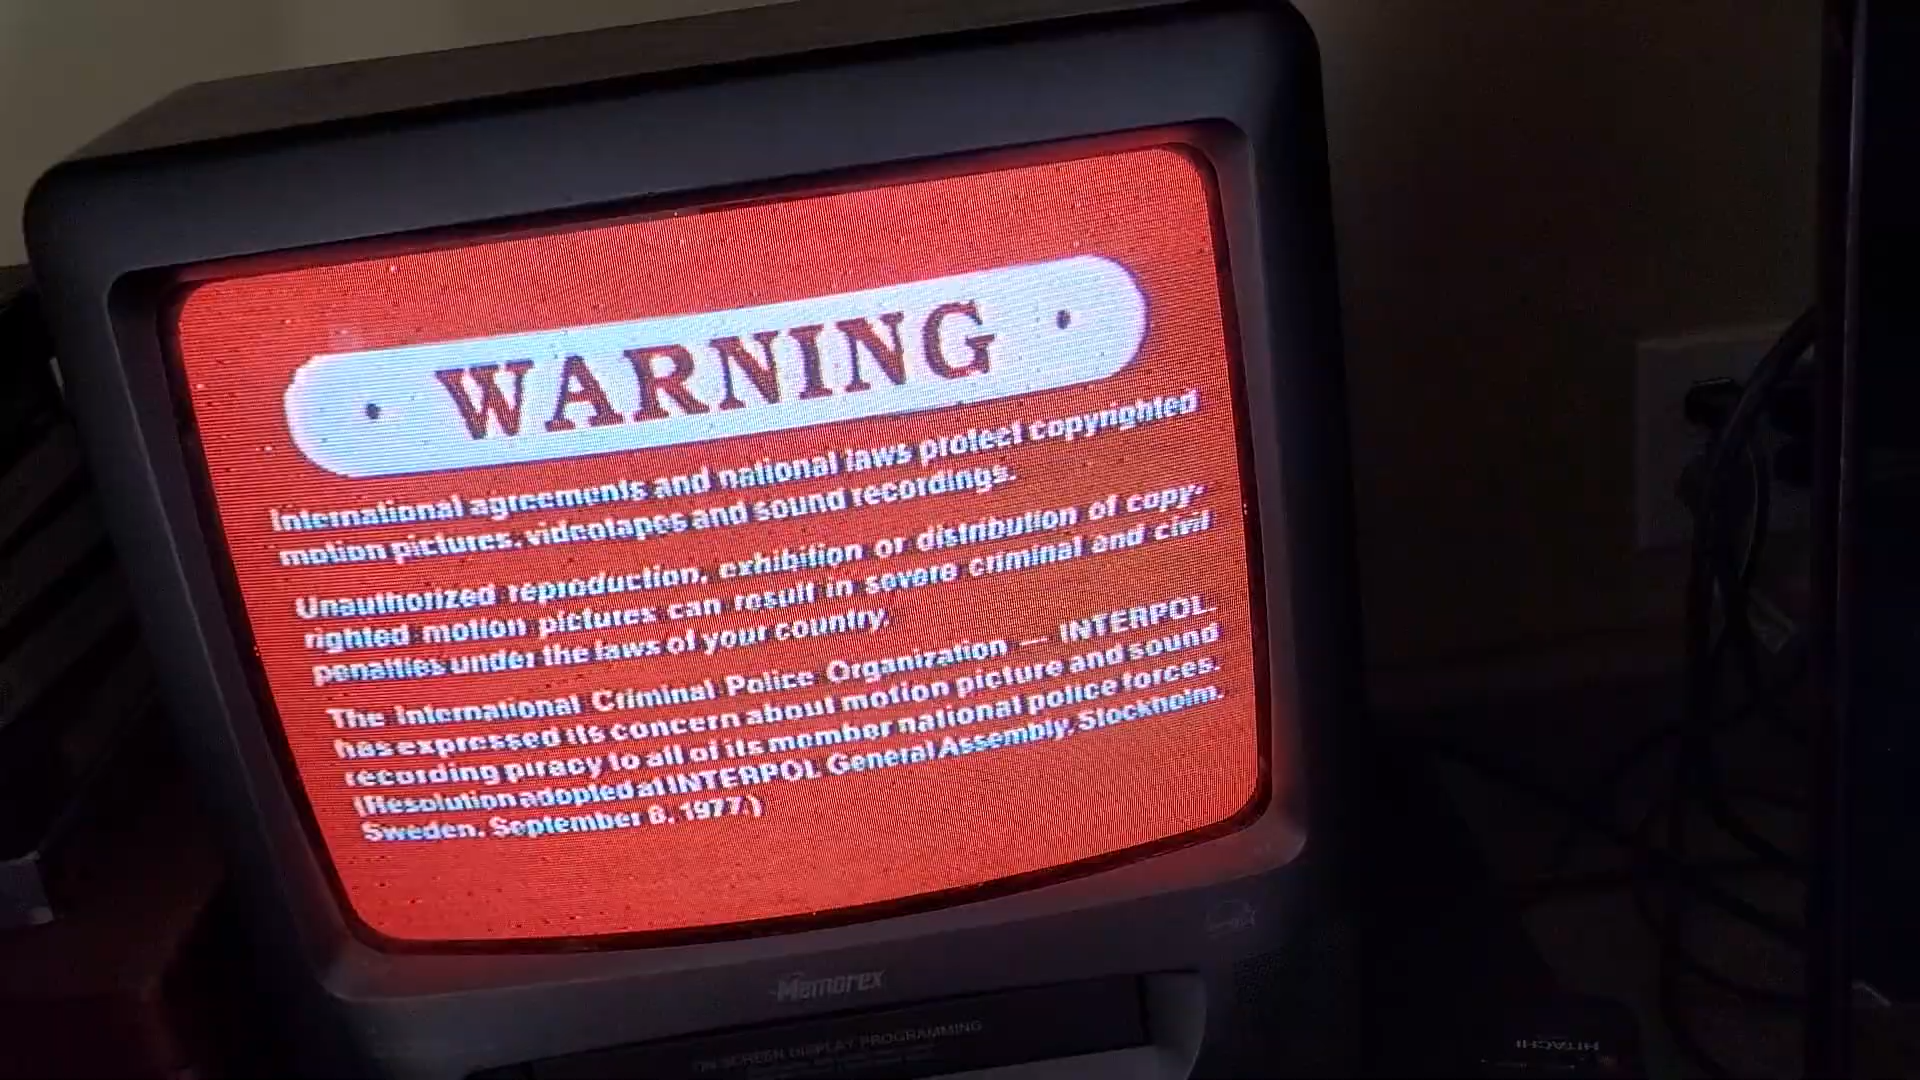 • WARNING •
International agreements and national laws protect copyrighted
motion pictures, videotapes and sound recordings.
Unauthorized reproduction, exhibition or distribution of copy-
righted motion pictures can result in severe criminal and civil
penalties under the laws of your country.
The International Criminal Police Organization — INTERPOL,
has expressed its concern about motion picture and sound
recording piracy to all of its member national police forces.
(Resolution adopted at INTERPOL General Assembly, Stockholm,
Sweden, September 8, 1977.)
Memorex
ON SCREEN DISPLAY PROGRAMMING
HITACHI